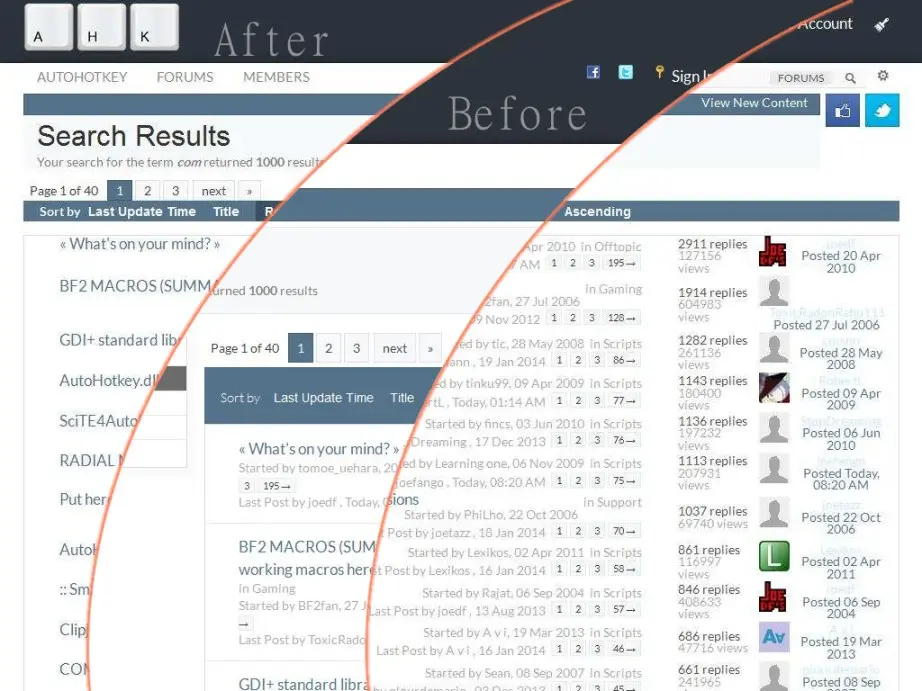 A H K
After
Account
AUTOHOTKEY FORUMS MEMBERS
Sign In
FORUMS
Before
View New Content
Search Results
Your search for the term com returned 1000 results
Page 1 of 40 1 2 3 next »
Sort by Last Update Time Title
Ascending
« What's on your mind? »
BF2 MACROS (SUMMA
GDI+ standard libr
AutoHotkey.dl
SciTE4Auto
RADIAL
Put here
AutoH
:: Sm
Clip
COM
urned 1000 results
Page 1 of 40 1 2 3 next »
Sort by Last Update Time Title
« What's on your mind? »
Started by tomoe_uehara, 20
3 195→
Last Post by joedf , Today,
BF2 MACROS (SUM
working macros here
in Gaming
Started by BF2fan, 27 J
→
Last Post by ToxicRado
GDI+ standard libra
Apr 2010 in Offtopic
AM 1 2 3 195→
in Gaming
2fan, 27 Jul 2006
09 Nov 2012 1 2 3 128→
ed by tic, 28 May 2008 in Scripts
ann , 19 Jan 2014 1 2 3 86→
ed by tinku99, 09 Apr 2009 in Scripts
rtL , Today, 01:14 AM 1 2 3 77→
Started by fincs, 03 Jun 2010 in Scripts
Dreaming , 17 Dec 2013 1 2 3 76→
ed by Learning one, 06 Nov 2009 in Scripts
joefango , Today, 08:20 AM 1 2 3 75→
sions
in Support
Started by PhiLho, 22 Oct 2006
t Post by joetazz , 18 Jan 2014 1 2 3 70→
Started by Lexikos, 02 Apr 2011 in Scripts
t Post by Lexikos , 16 Jan 2014 1 2 3 58→
Started by Rajat, 06 Sep 2004 in Scripts
Last Post by joedf , 13 Aug 2013 1 2 3 57→
Started by A v i, 19 Mar 2013 in Scripts
Last Post by A v i , 16 Jan 2014 1 2 3 46→
Started by Sean, 08 Sep 2007 in Scripts
1 2 3 45→
2911 replies
127156
views
joedf
Posted 20 Apr
2010
1914 replies
604983
views
Posted 27 Jul 2006
1282 replies
261136
views
Posted 28 May
2008
1143 replies
180400
views
Posted 09 Apr
2009
1136 replies
197232
views
Posted 06 Jun
2010
1113 replies
207931
views
Posted Today,
08:20 AM
1037 replies
69740 views
joetazz
Posted 22 Oct
2006
861 replies
116997
views
L
Lexikos
Posted 02 Apr
2011
846 replies
408633
views
joedf
Posted 06 Sep
2004
686 replies
47716 views
A v i
Posted 19 Mar
2013
661 replies
241965
Posted 08 Sep